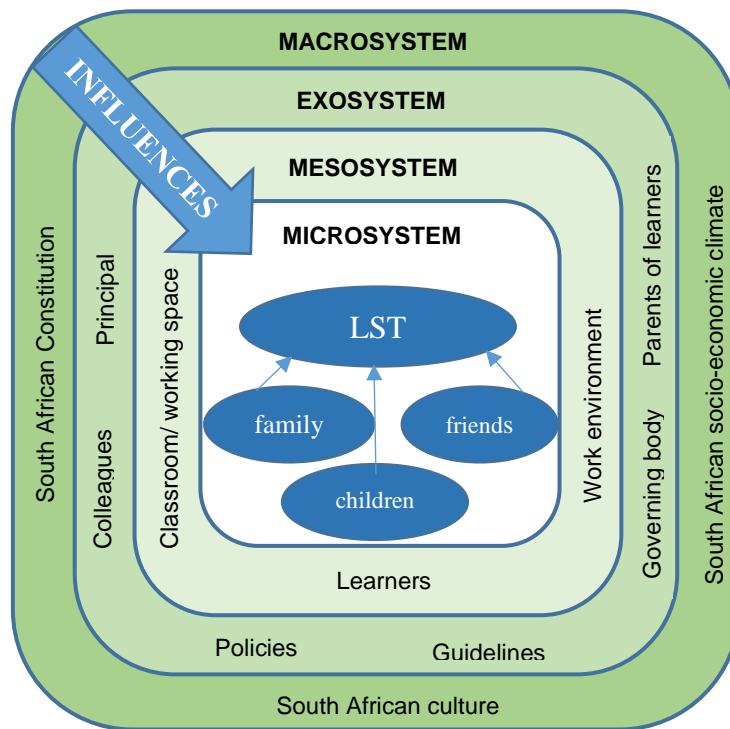 MACROSYSTEM
EXOSYSTEM
MESOSYSTEM
MICROSYSTEM
INFLUENCES
LST
family
friends
children
Classroom/ working space
Work environment
Learners
Principal
Colleagues
Parents of learners
Governing body
Policies
Guidelines
South African Constitution
South African socio-economic climate
South African culture